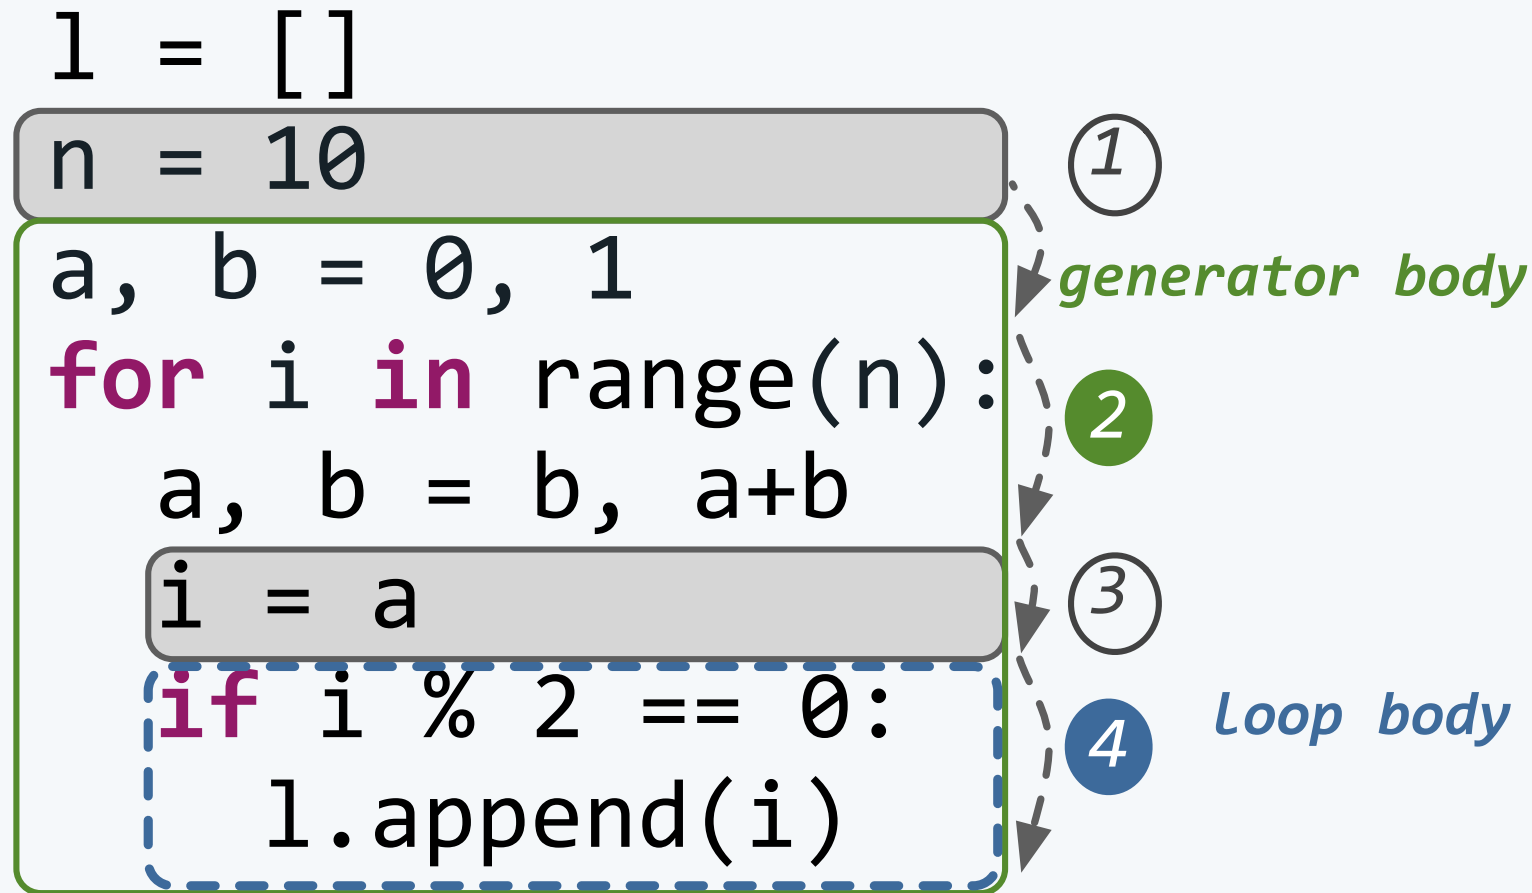 l = []
n = 10
1
a, b = 0, 1
generator body
for i in range(n):
2
a, b = b, a+b
i = a
3
if i % 2 == 0:
4
loop body
l.append(i)